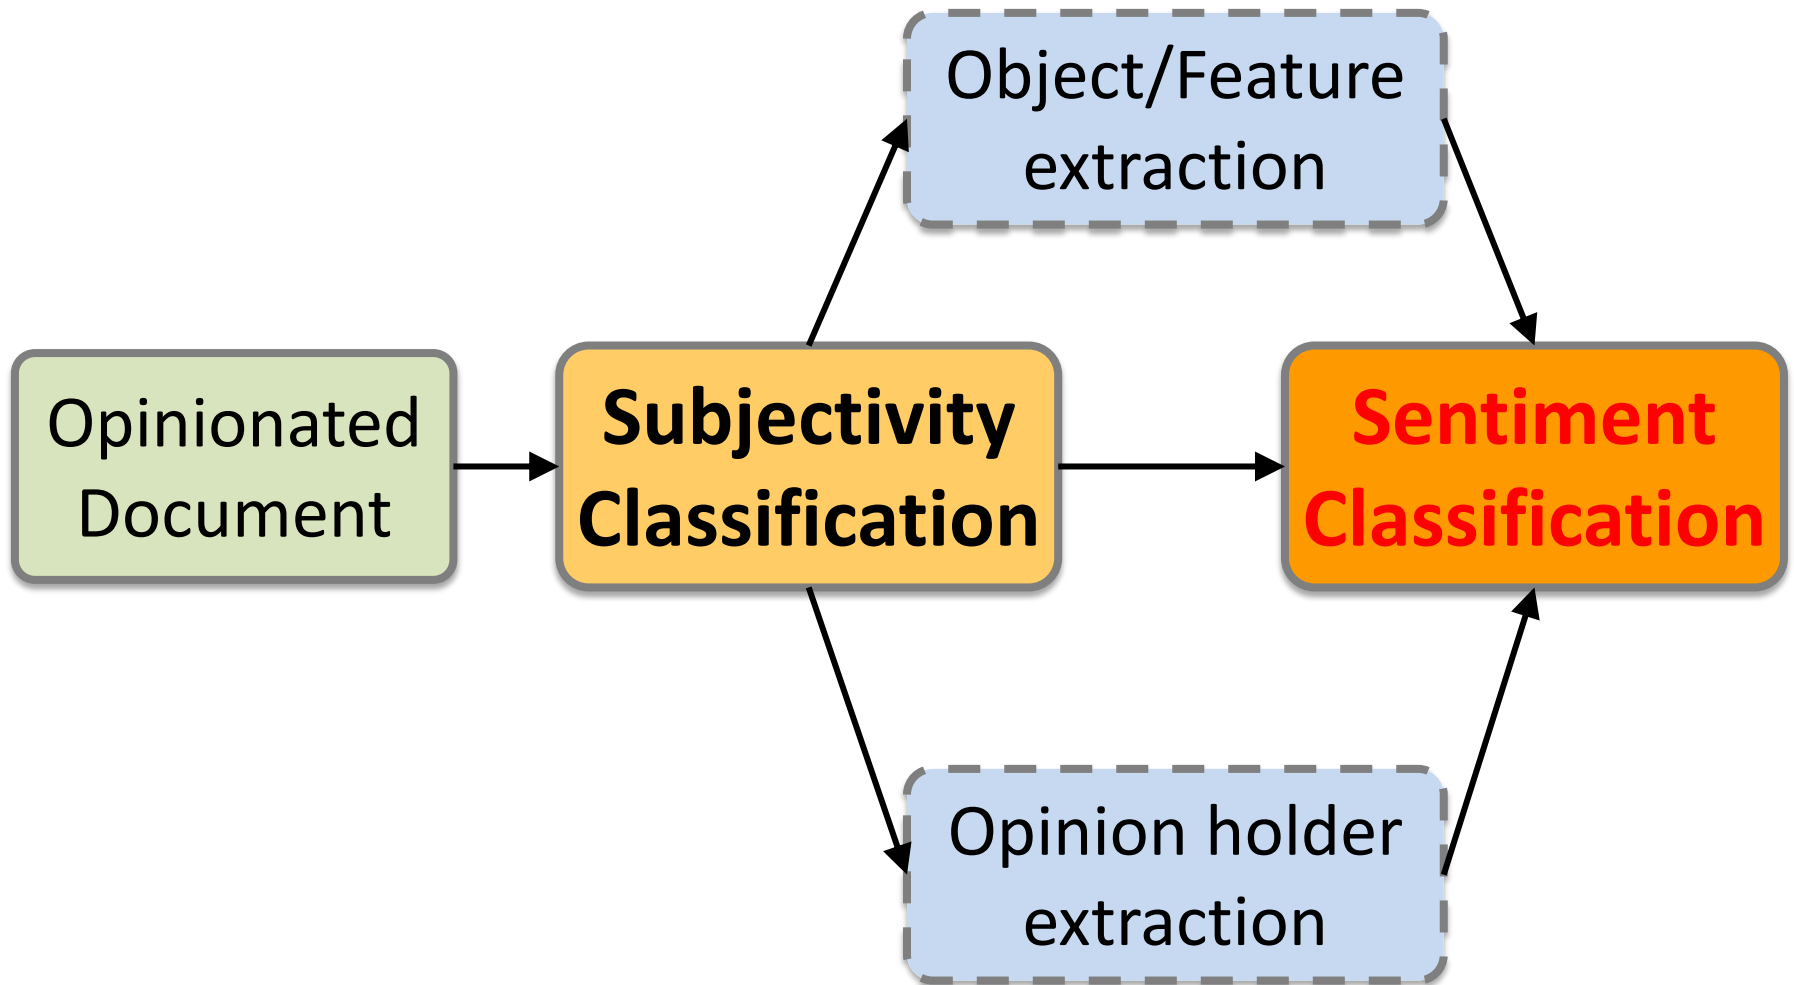 Object/Feature
extraction
Opinionated
Document
Subjectivity
Classification
Sentiment
Classification
Opinion holder
extraction